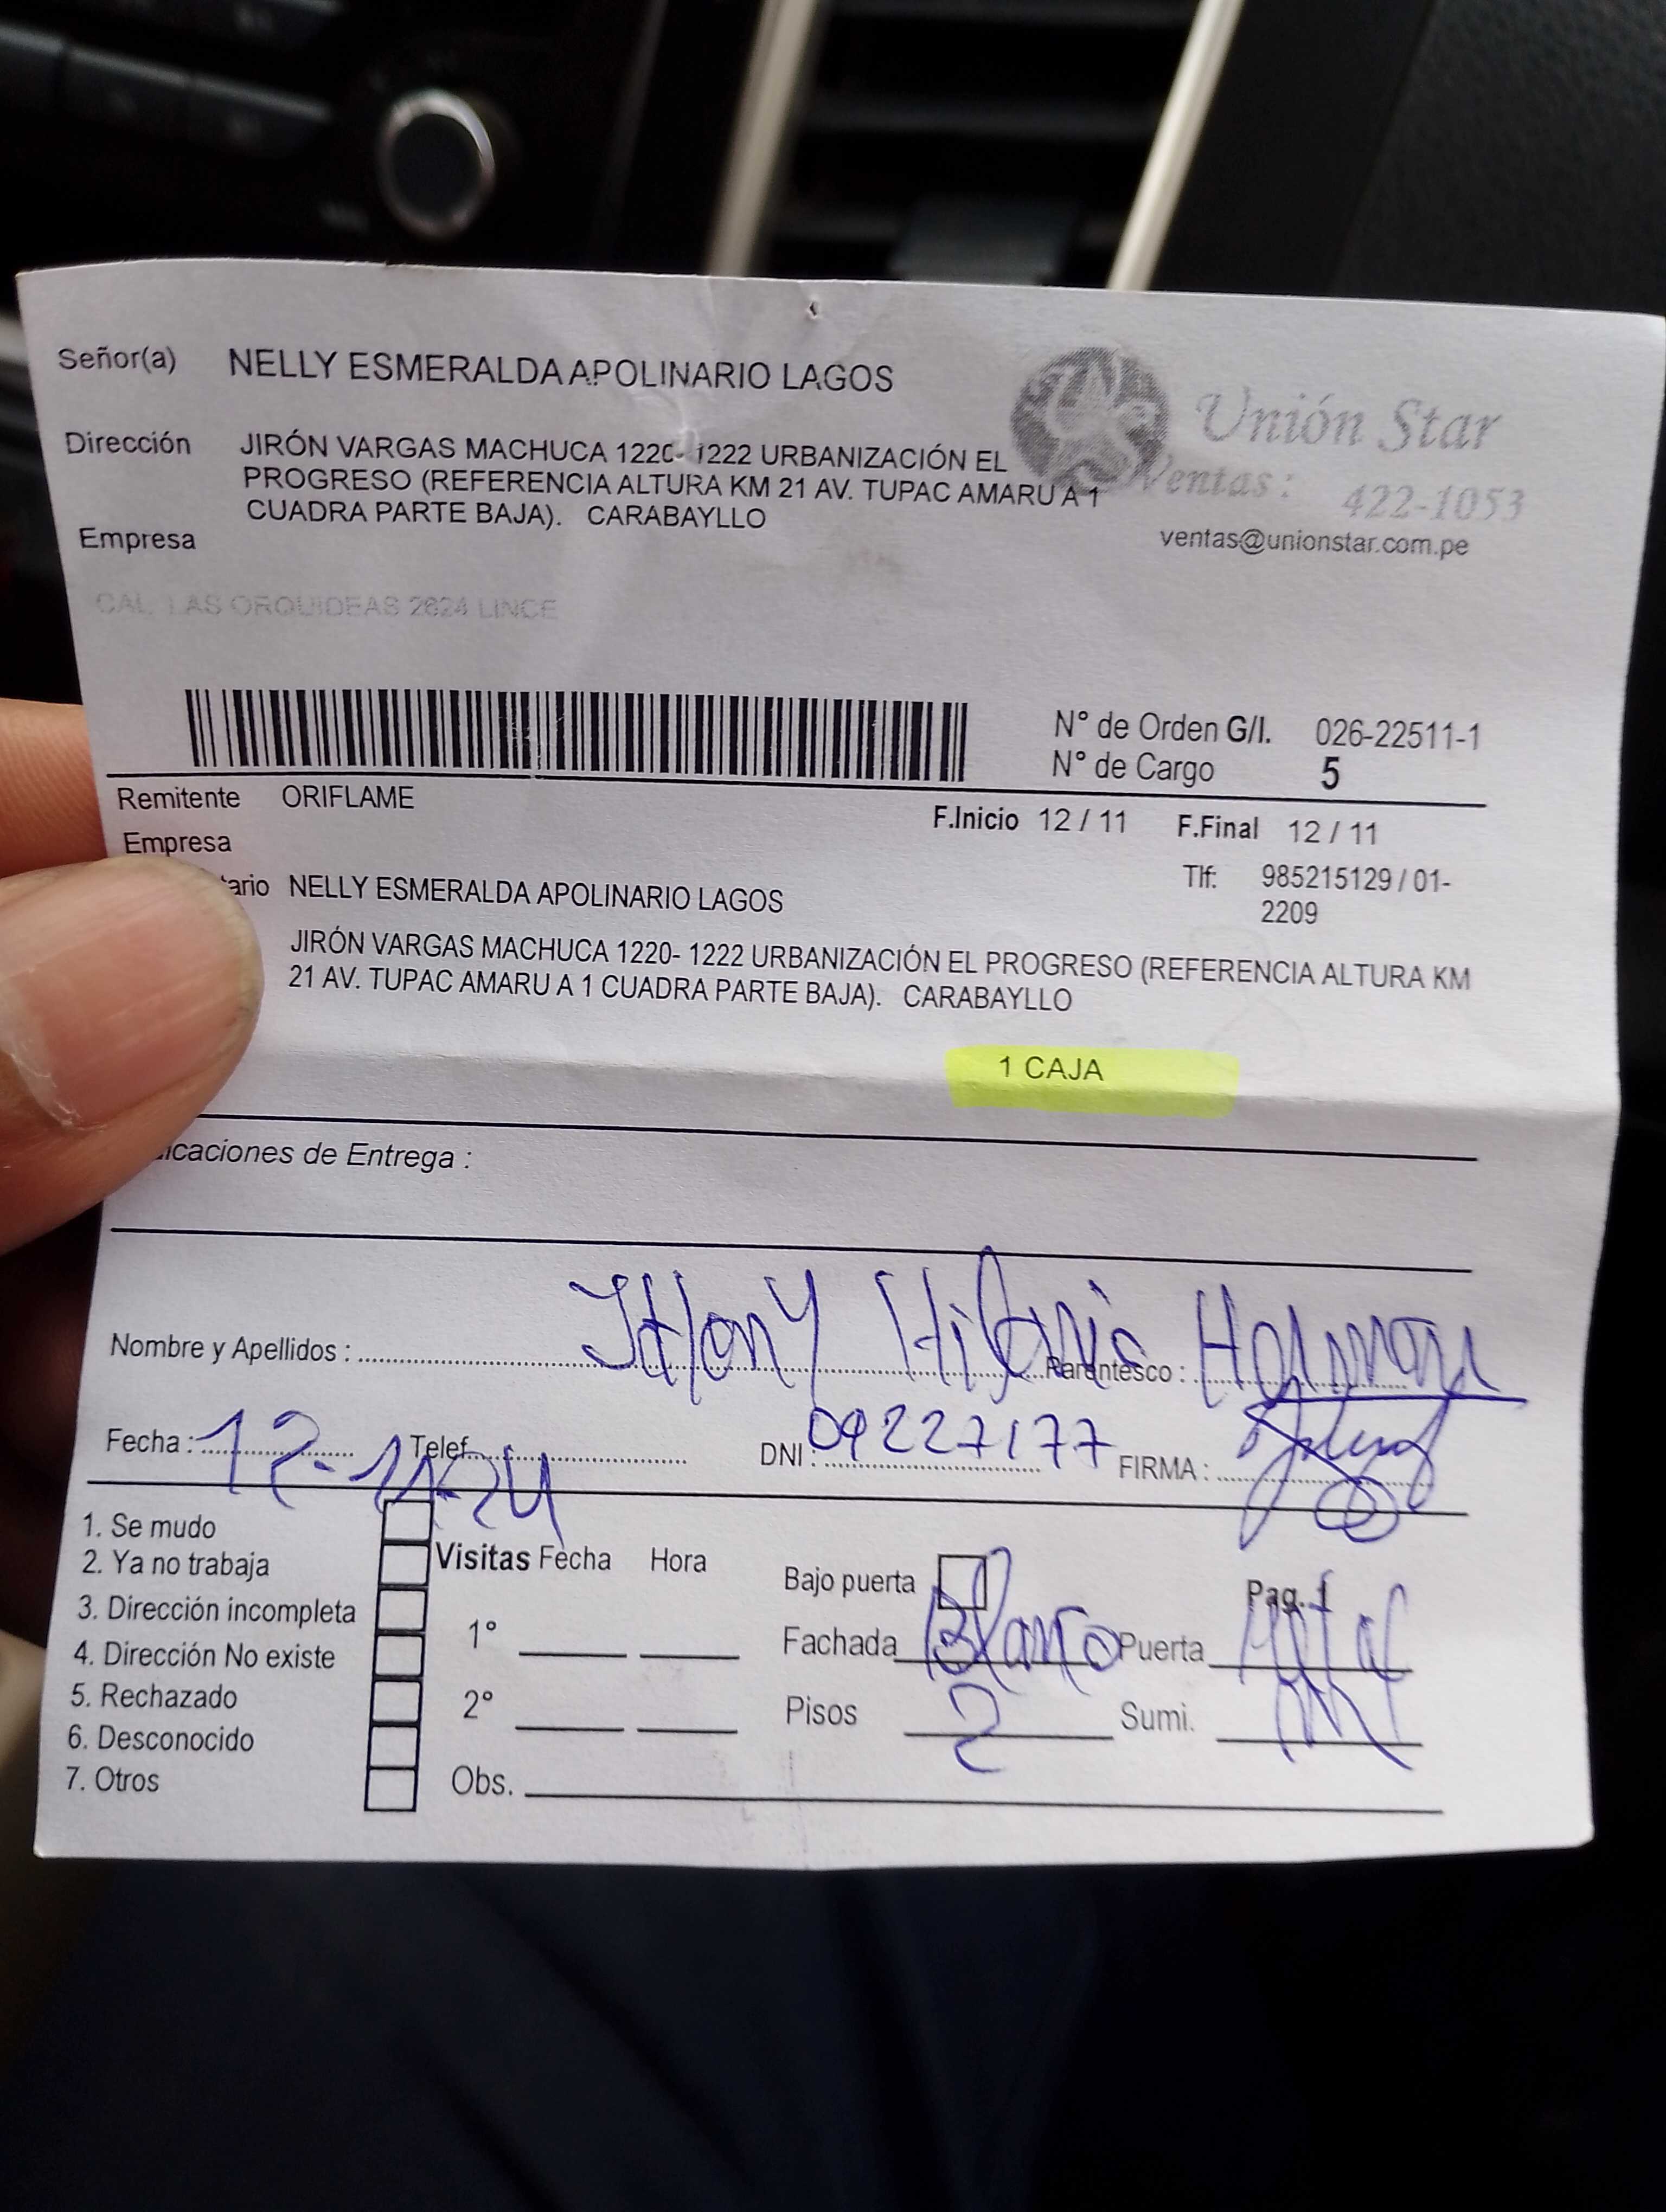 Señor(a) NELLY ESMERALDA APOLINARIO LAGOS
Unión Star
Ventas: 422-1053
ventas@unionstar.com.pe
Dirección JIRÓN VARGAS MACHUCA 1220- 1222 URBANIZACIÓN EL
PROGRESO (REFERENCIA ALTURA KM 21 AV. TUPAC AMARU A 1
CUADRA PARTE BAJA). CARABAYLLO
Empresa
CAL. LAS ORQUIDEAS 2624 LINCE
N° de Orden G/I. 026-22511-1
N° de Cargo 5
Remitente ORIFLAME
F.Inicio 12 / 11 F.Final 12 / 11
Empresa
tario NELLY ESMERALDA APOLINARIO LAGOS
Tlf: 985215129 / 01-
2209
JIRÓN VARGAS MACHUCA 1220- 1222 URBANIZACIÓN EL PROGRESO (REFERENCIA ALTURA KM
21 AV. TUPAC AMARU A 1 CUADRA PARTE BAJA). CARABAYLLO
1 CAJA
icaciones de Entrega :
Nombre y Apellidos : Parentesco :
Fecha : 12-11-24 Telef. DNI : 09227177 FIRMA :
1. Se mudo
2. Ya no trabaja
3. Dirección incompleta
4. Dirección No existe
5. Rechazado
6. Desconocido
7. Otros
Visitas Fecha Hora
1°
2°
Obs.
Bajo puerta Pag. 1
Fachada Blanco Puerta Mtal
Pisos 2 Sumi.